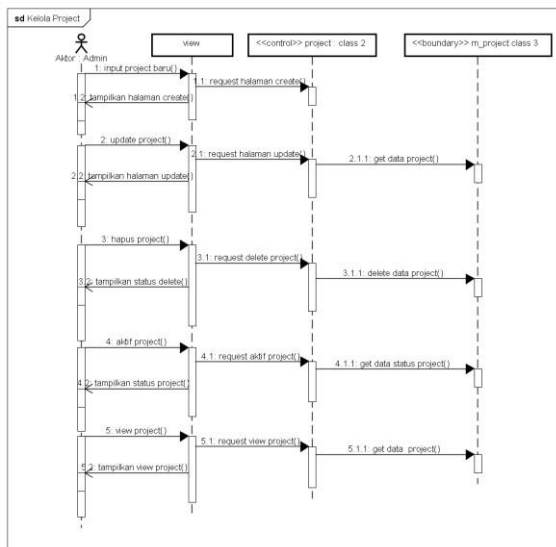 sd Kelola Project
view
<<control>> project : class 2
<<boundary>> m_project class 3
Aktor : Admin
1: input project baru()
1.1: request halaman create()
1.2: tampilkan halaman create()
2: update project()
2.1: request halaman update()
2.1.1: get data project()
2.2: tampilkan halaman update()
3: hapus project()
3.1: request delete project()
3.1.1: delete data project()
3.2: tampilkan status delete()
4: aktif project()
4.1: request aktif project()
4.1.1: get data status project()
4.2: tampilkan status project()
5: view project()
5.1: request view project()
5.1.1: get data project()
5.2: tampilkan view project()